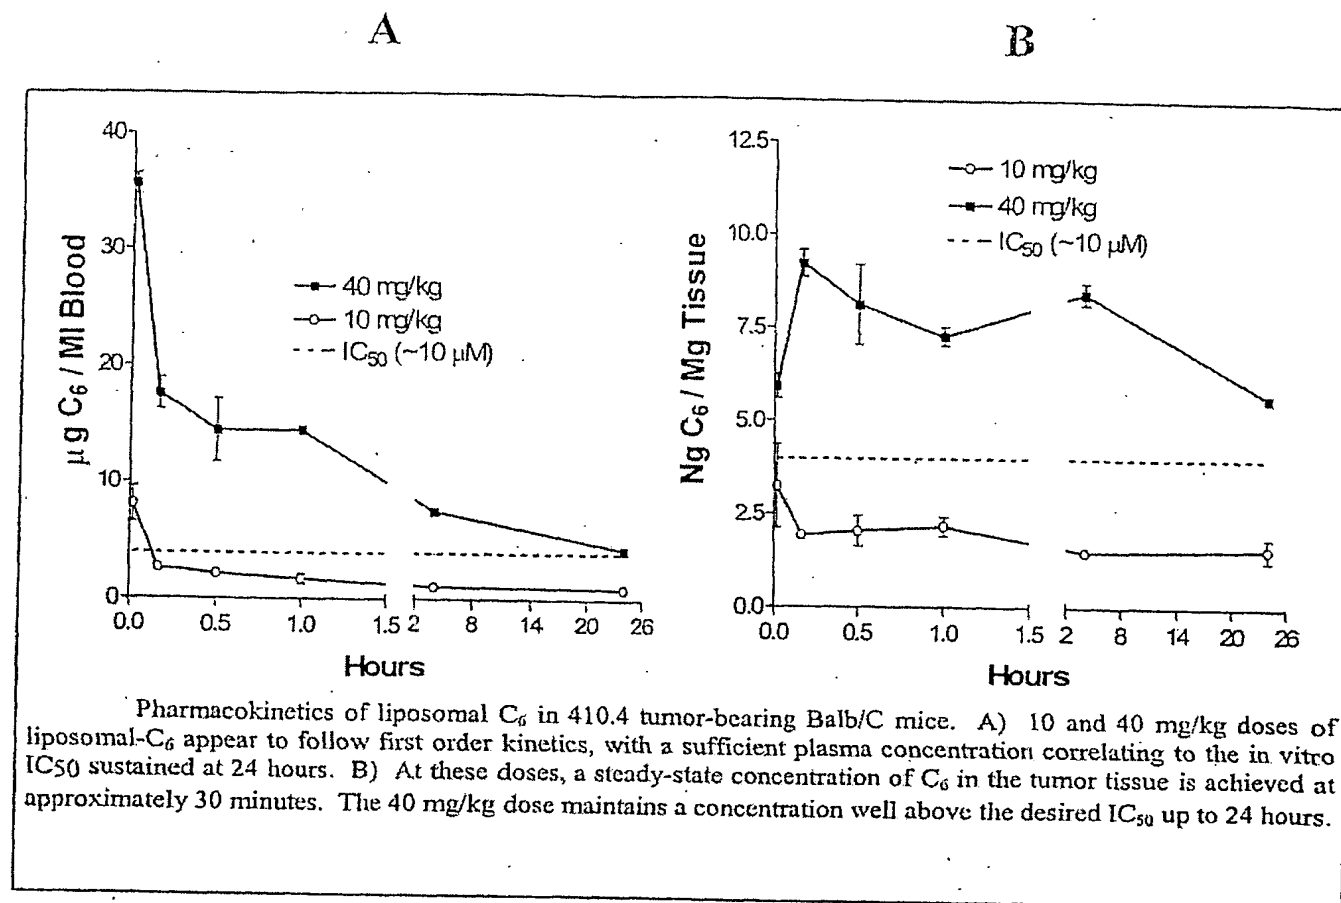 A
B
40
30
20
10
0
μg C6 / Ml Blood
40 mg/kg
10 mg/kg
IC50 (~10 μM)
0.0 0.5 1.0 1.5 2 8 14 20 26
Hours
12.5
10.0
7.5
5.0
2.5
0.0
Ng C6 / Mg Tissue
10 mg/kg
40 mg/kg
IC50 (~10 μM)
0.0 0.5 1.0 1.5 2 8 14 20 26
Hours
Pharmacokinetics of liposomal C6 in 410.4 tumor-bearing Balb/C mice. A) 10 and 40 mg/kg doses of
liposomal-C6 appear to follow first order kinetics, with a sufficient plasma concentration correlating to the in vitro
IC50 sustained at 24 hours. B) At these doses, a steady-state concentration of C6 in the tumor tissue is achieved at
approximately 30 minutes. The 40 mg/kg dose maintains a concentration well above the desired IC50 up to 24 hours.